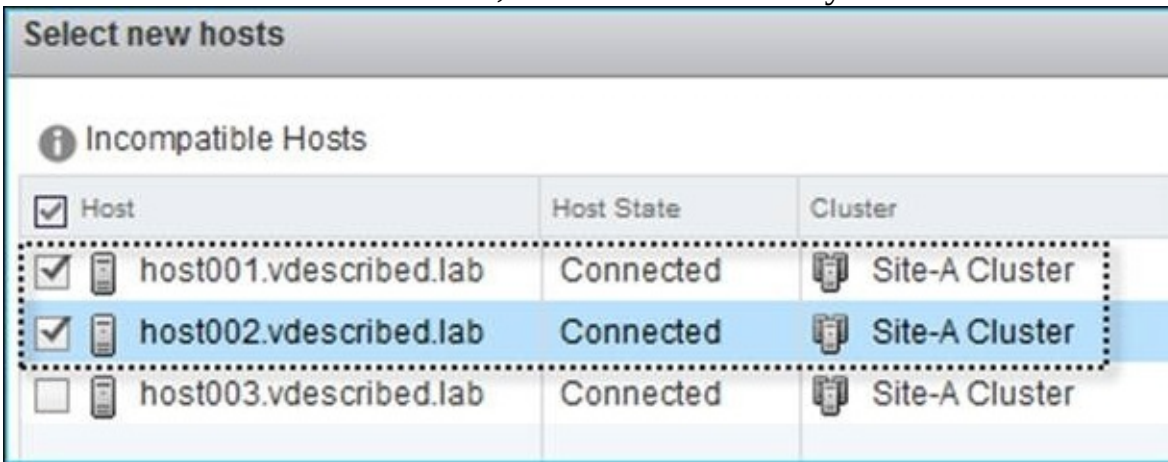 Select new hosts
Incompatible Hosts
Host Host State Cluster
host001.vdescribed.lab Connected Site-A Cluster
host002.vdescribed.lab Connected Site-A Cluster
host003.vdescribed.lab Connected Site-A Cluster